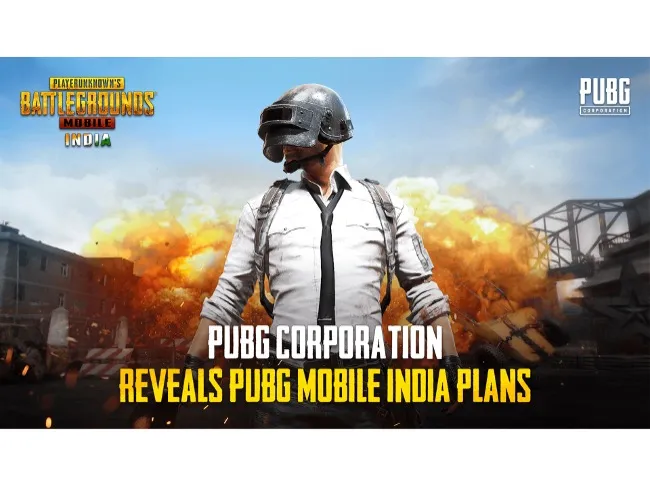 PLAYERUNKNOWN'S
BATTLEGROUNDS
MOBILE
INDIA
PUBG
CORPORATION
PUBG CORPORATION
REVEALS PUBG MOBILE INDIA PLANS